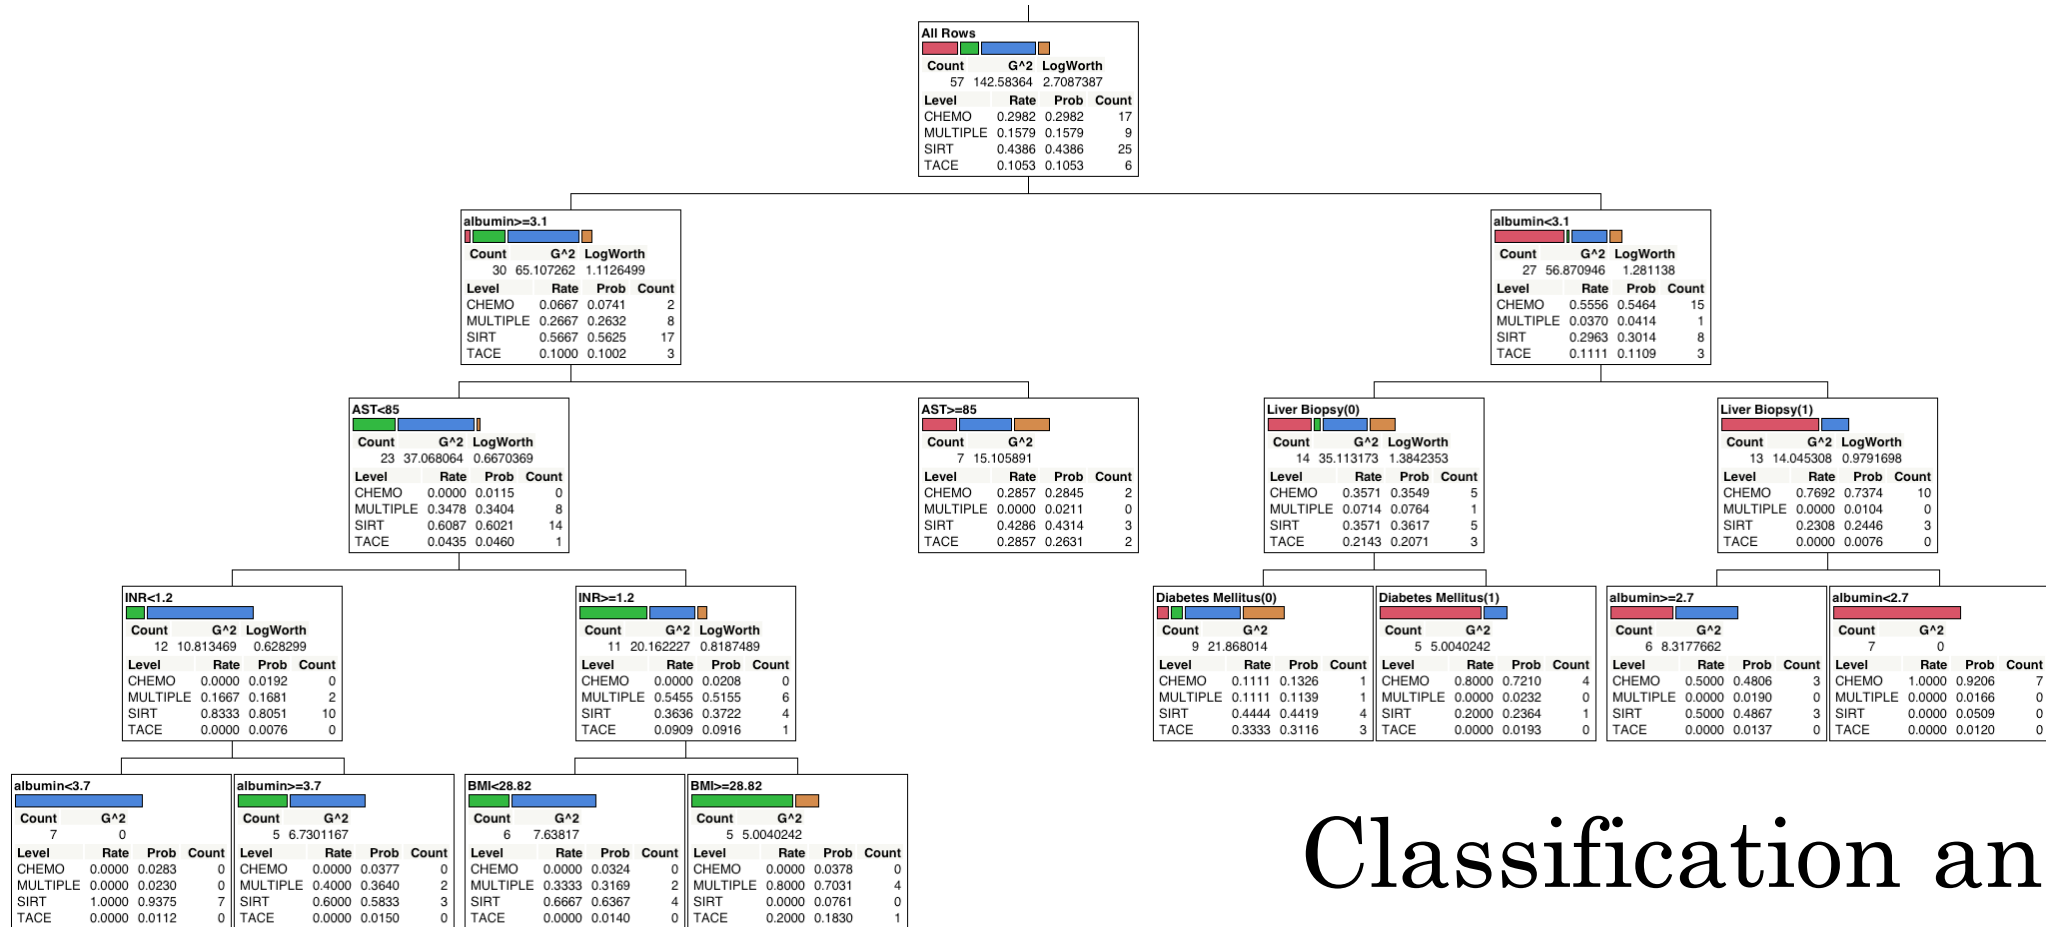 All Rows
Count G^2 LogWorth
57 142.58364 2.7087387
Level Rate Prob Count
CHEMO 0.2982 0.2982 17
MULTIPLE 0.1579 0.1579 9
SIRT 0.4386 0.4386 25
TACE 0.1053 0.1053 6
albumin>=3.1
Count G^2 LogWorth
30 65.107262 1.1126499
Level Rate Prob Count
CHEMO 0.0667 0.0741 2
MULTIPLE 0.2667 0.2632 8
SIRT 0.5667 0.5625 17
TACE 0.1000 0.1002 3
albumin<3.1
Count G^2 LogWorth
27 56.870946 1.281138
Level Rate Prob Count
CHEMO 0.5556 0.5464 15
MULTIPLE 0.0370 0.0414 1
SIRT 0.2963 0.3014 8
TACE 0.1111 0.1109 3
AST<85
Count G^2 LogWorth
23 37.068064 0.6670369
Level Rate Prob Count
CHEMO 0.0000 0.0115 0
MULTIPLE 0.3478 0.3404 8
SIRT 0.6087 0.6021 14
TACE 0.0435 0.0460 1
AST>=85
Count G^2
7 15.105891
Level Rate Prob Count
CHEMO 0.2857 0.2845 2
MULTIPLE 0.0000 0.0211 0
SIRT 0.4286 0.4314 3
TACE 0.2857 0.2631 2
Liver Biopsy(0)
Count G^2 LogWorth
14 35.113173 1.3842353
Level Rate Prob Count
CHEMO 0.3571 0.3549 5
MULTIPLE 0.0714 0.0764 1
SIRT 0.3571 0.3617 5
TACE 0.2143 0.2071 3
Liver Biopsy(1)
Count G^2 LogWorth
13 14.045308 0.9791698
Level Rate Prob Count
CHEMO 0.7692 0.7374 10
MULTIPLE 0.0000 0.0104 0
SIRT 0.2308 0.2446 3
TACE 0.0000 0.0076 0
INR<1.2
Count G^2 LogWorth
12 10.813469 0.628299
Level Rate Prob Count
CHEMO 0.0000 0.0192 0
MULTIPLE 0.1667 0.1681 2
SIRT 0.8333 0.8051 10
TACE 0.0000 0.0076 0
INR>=1.2
Count G^2 LogWorth
11 20.162227 0.8187489
Level Rate Prob Count
CHEMO 0.0000 0.0208 0
MULTIPLE 0.5455 0.5155 6
SIRT 0.3636 0.3722 4
TACE 0.0909 0.0916 1
Diabetes Mellitus(0)
Count G^2
9 21.868014
Level Rate Prob Count
CHEMO 0.1111 0.1326 1
MULTIPLE 0.1111 0.1139 1
SIRT 0.4444 0.4419 4
TACE 0.3333 0.3116 3
Diabetes Mellitus(1)
Count G^2
5 5.0040242
Level Rate Prob Count
CHEMO 0.8000 0.7210 4
MULTIPLE 0.0000 0.0232 0
SIRT 0.2000 0.2364 1
TACE 0.0000 0.0193 0
albumin>=2.7
Count G^2
6 8.3177662
Level Rate Prob Count
CHEMO 0.5000 0.4806 3
MULTIPLE 0.0000 0.0190 0
SIRT 0.5000 0.4867 3
TACE 0.0000 0.0137 0
albumin<2.7
Count G^2
7 0
Level Rate Prob Count
CHEMO 1.0000 0.9206 7
MULTIPLE 0.0000 0.0166 0
SIRT 0.0000 0.0509 0
TACE 0.0000 0.0120 0
albumin<3.7
Count G^2
7 0
Level Rate Prob Count
CHEMO 0.0000 0.0283 0
MULTIPLE 0.0000 0.0230 0
SIRT 1.0000 0.9375 7
TACE 0.0000 0.0112 0
albumin>=3.7
Count G^2
5 6.7301167
Level Rate Prob Count
CHEMO 0.0000 0.0377 0
MULTIPLE 0.4000 0.3640 2
SIRT 0.6000 0.5833 3
TACE 0.0000 0.0150 0
BMI<28.82
Count G^2
6 7.63817
Level Rate Prob Count
CHEMO 0.0000 0.0324 0
MULTIPLE 0.3333 0.3169 2
SIRT 0.6667 0.6367 4
TACE 0.0000 0.0140 0
BMI>=28.82
Count G^2
5 5.0040242
Level Rate Prob Count
CHEMO 0.0000 0.0378 0
MULTIPLE 0.8000 0.7031 4
SIRT 0.0000 0.0761 0
TACE 0.2000 0.1830 1
Classification an